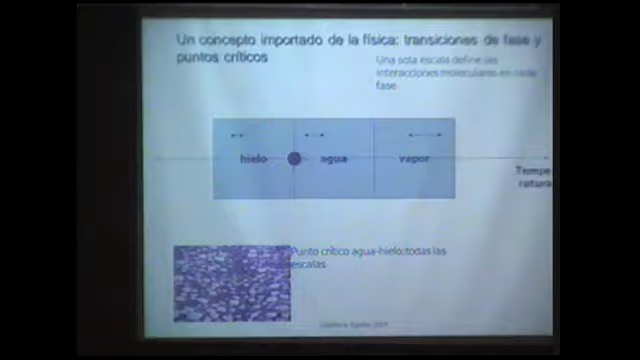 Un concepto importado de la física: transiciones de fase y
puntos críticos
Una sola escala define las
interacciones moleculares en cada
fase
hielo
agua
vapor
Tempe
ratura
Punto crítico agua-hielo:todas las
escalas